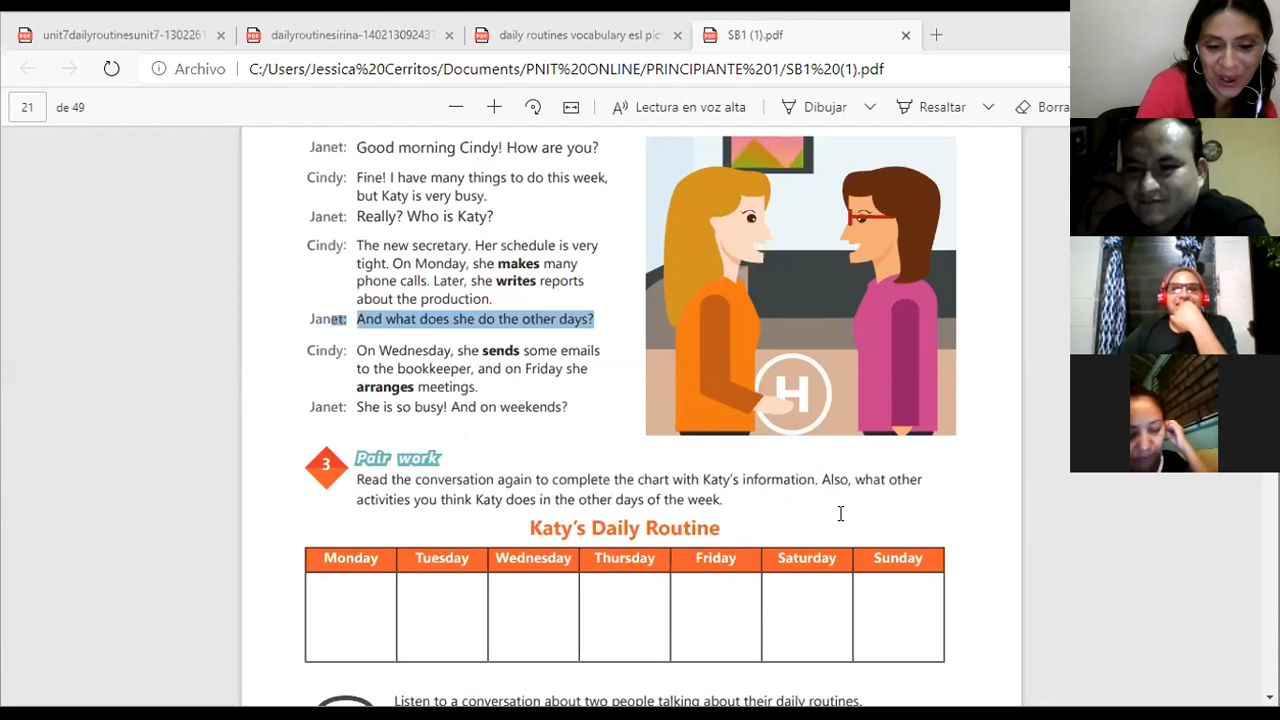 unit7dailyroutinesunit7-1302261
dailyroutinesirina-140213092437
daily routines vocabulary esl pict
SB1 (1).pdf
Archivo
C:/Users/Jessica%20Cerritos/Documents/PNIT%20ONLINE/PRINCIPIANTE%201/SB1%20(1).pdf
21 de 49
Lectura en voz alta
Dibujar
Resaltar
Borra
Janet: Good morning Cindy! How are you?
Cindy: Fine! I have many things to do this week,
but Katy is very busy.
Janet: Really? Who is Katy?
Cindy: The new secretary. Her schedule is very
tight. On Monday, she makes many
phone calls. Later, she writes reports
about the production.
Janet: And what does she do the other days?
Cindy: On Wednesday, she sends some emails
to the bookkeeper, and on Friday she
arranges meetings.
Janet: She is so busy! And on weekends?
H
3 Pair work
Read the conversation again to complete the chart with Katy's information. Also, what other
activities you think Katy does in the other days of the week.
Katy's Daily Routine
Monday Tuesday Wednesday Thursday Friday Saturday Sunday
Listen to a conversation about two people talking about their daily routines.